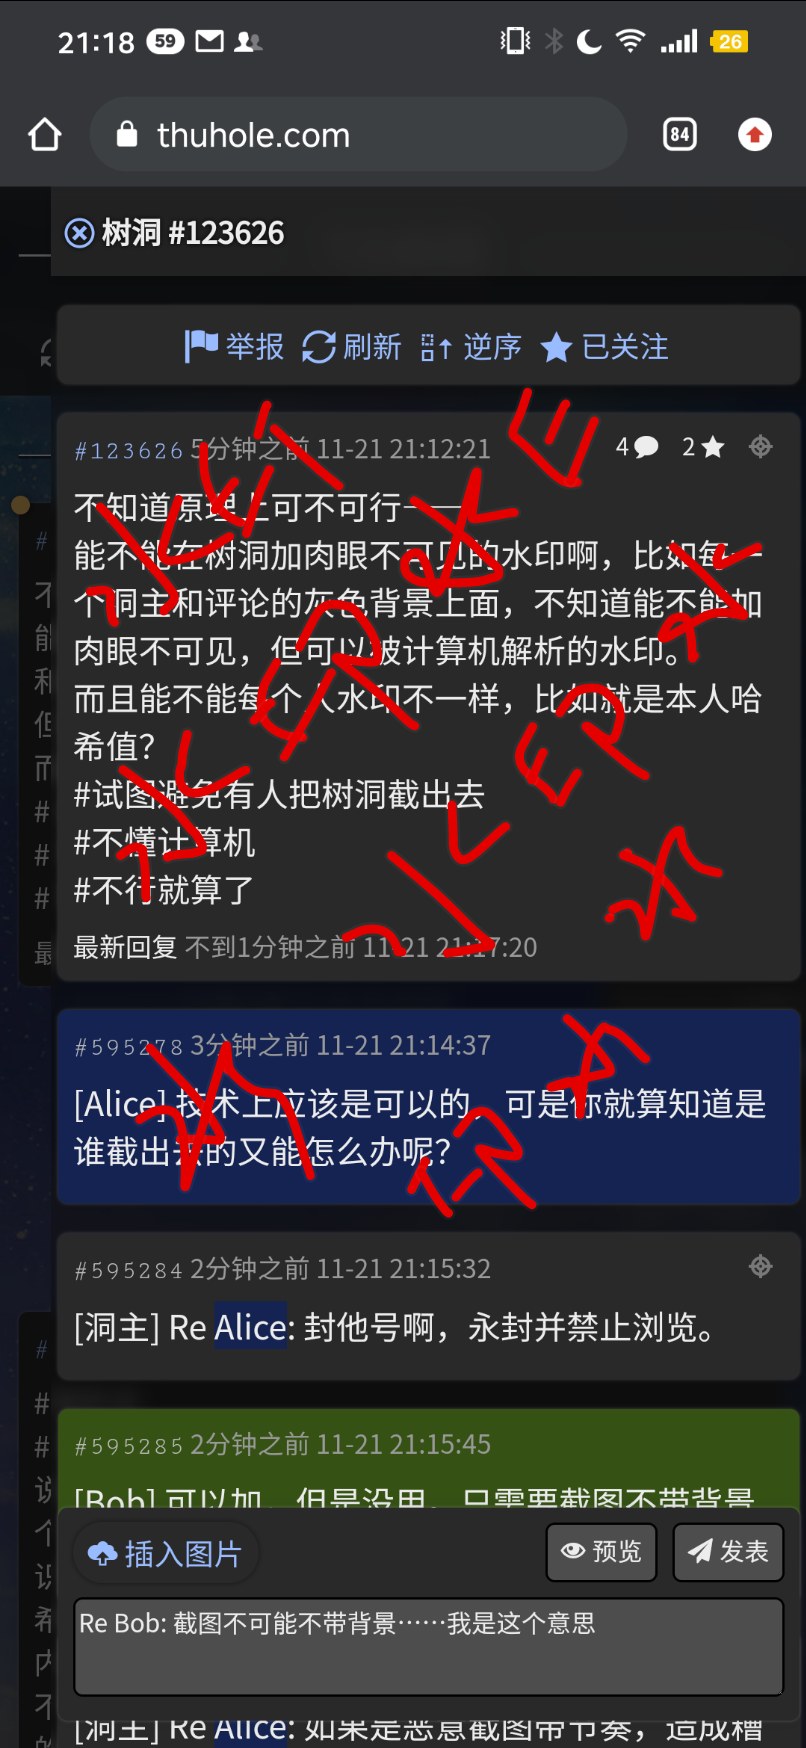 21:18 59 26
thuhole.com 84
树洞 #123626
举报 刷新 逆序 已关注
#123626 5分钟之前 11-21 21:12:21 4 2
不知道原理上可不可行——
能不能在树洞加肉眼不可见的水印啊，比如每一
个洞主和评论的灰色背景上面，不知道能不能加
肉眼不可见，但可以被计算机解析的水印。
而且能不能每个人水印不一样，比如就是本人哈
希值？
#试图避免有人把树洞截出去
#不懂计算机
#不行就算了
最新回复 不到1分钟之前 11-21 21:17:20
#595278 3分钟之前 11-21 21:14:37
[Alice] 技术上应该是可以的，可是你就算知道是
谁截出去的又能怎么办呢？
#595284 2分钟之前 11-21 21:15:32
[洞主] Re Alice: 封他号啊，永封并禁止浏览。
#595285 2分钟之前 11-21 21:15:45
[Bob] 可以加，但是没用，只需要截图不带背景
插入图片 预览 发表
Re Bob: 截图不可能不带背景……我是这个意思
[洞主] Re Alice: 如果是恶意截图带节奏，造成糟